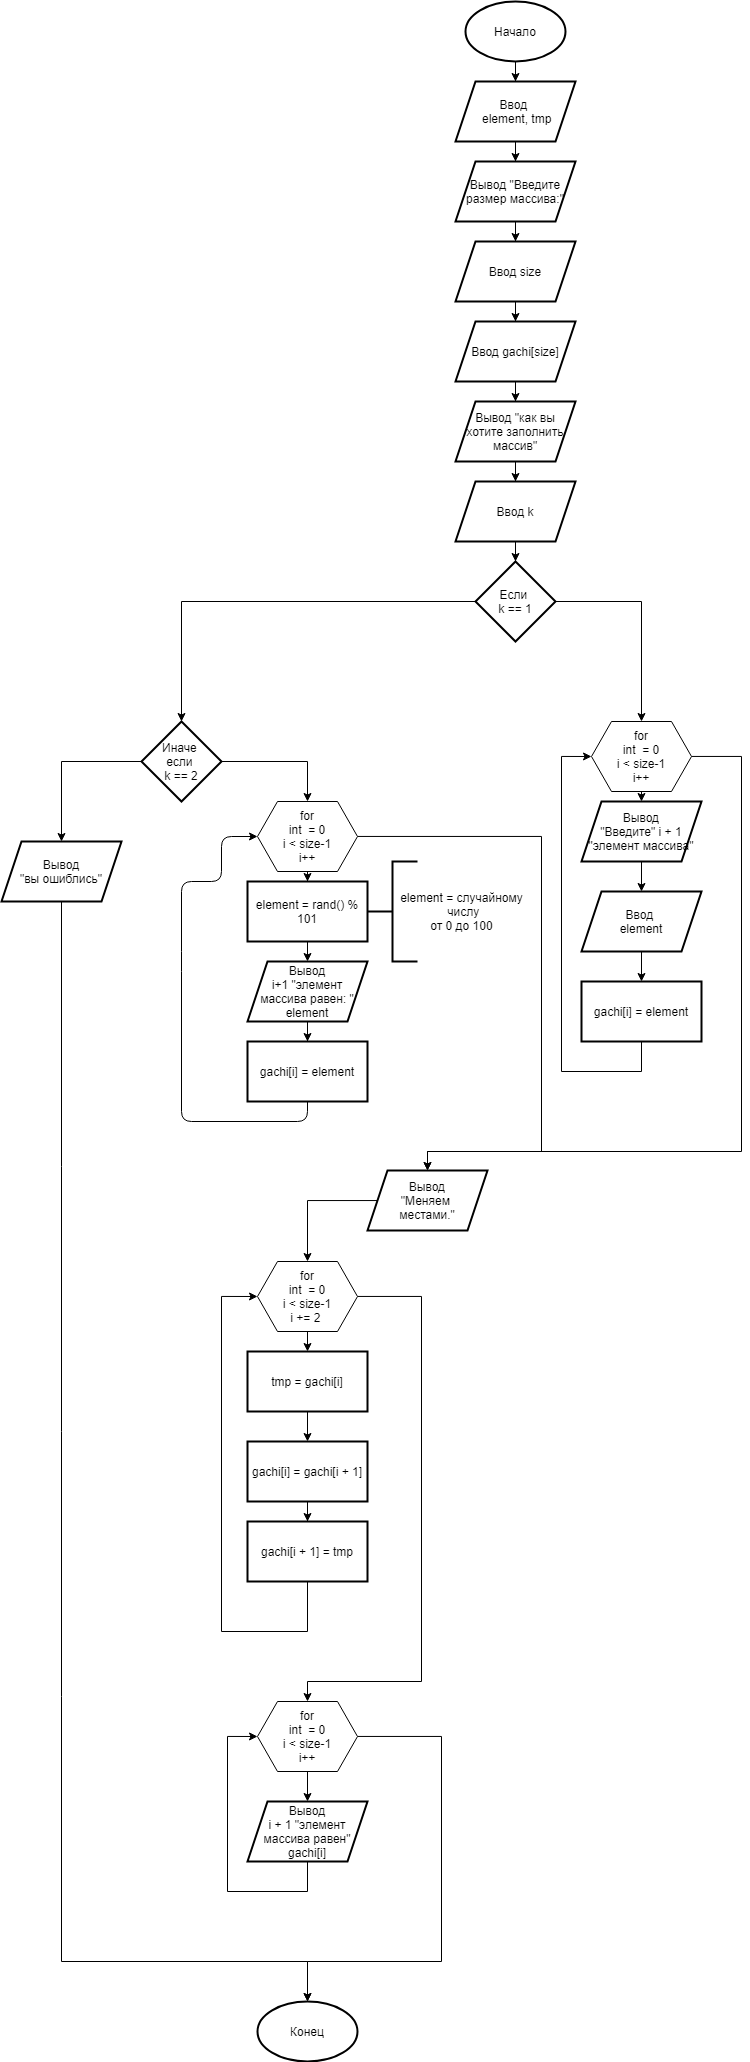 Начало
Ввод
element, tmp
Вывод "Введите
размер массива:"
Ввод size
Ввод gachi[size]
Вывод "как вы
хотите заполнить
массив"
Ввод k
Если
k == 1
Иначе
если
k == 2
Вывод
"вы ошиблись"
for
int  = 0
i < size-1
i++
element = rand() %
101
element = случайному
числу
от 0 до 100
Вывод
i+1 "элемент
массива равен: "
element
gachi[i] = element
for
int  = 0
i < size-1
i++
Вывод
"Введите" i + 1
"элемент массива"
Ввод
element
gachi[i] = element
Вывод
"Меняем
местами."
for
int  = 0
i < size-1
i += 2
tmp = gachi[i]
gachi[i] = gachi[i + 1]
gachi[i + 1] = tmp
for
int  = 0
i < size-1
i++
Вывод
i + 1 "элемент
массива равен"
gachi[i]
Конец